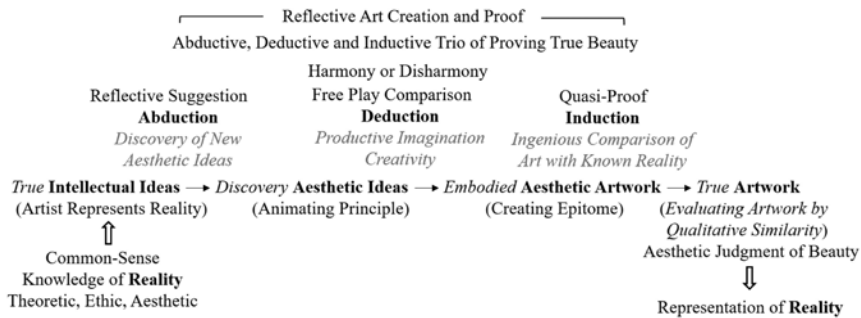 Reflective Art Creation and Proof
Abductive, Deductive and Inductive Trio of Proving True Beauty
Harmony or Disharmony
Reflective Suggestion Free Play Comparison Quasi-Proof
Abduction Deduction Induction
Discovery of New Productive Imagination Ingenious Comparison of
Aesthetic Ideas Creativity Art with Known Reality
True Intellectual Ideas → Discovery Aesthetic Ideas → Embodied Aesthetic Artwork → True Artwork
(Artist Represents Reality) (Animating Principle) (Creating Epitome) (Evaluating Artwork by
Qualitative Similarity)
Common-Sense Aesthetic Judgment of Beauty
Knowledge of Reality
Theoretic, Ethic, Aesthetic
Representation of Reality